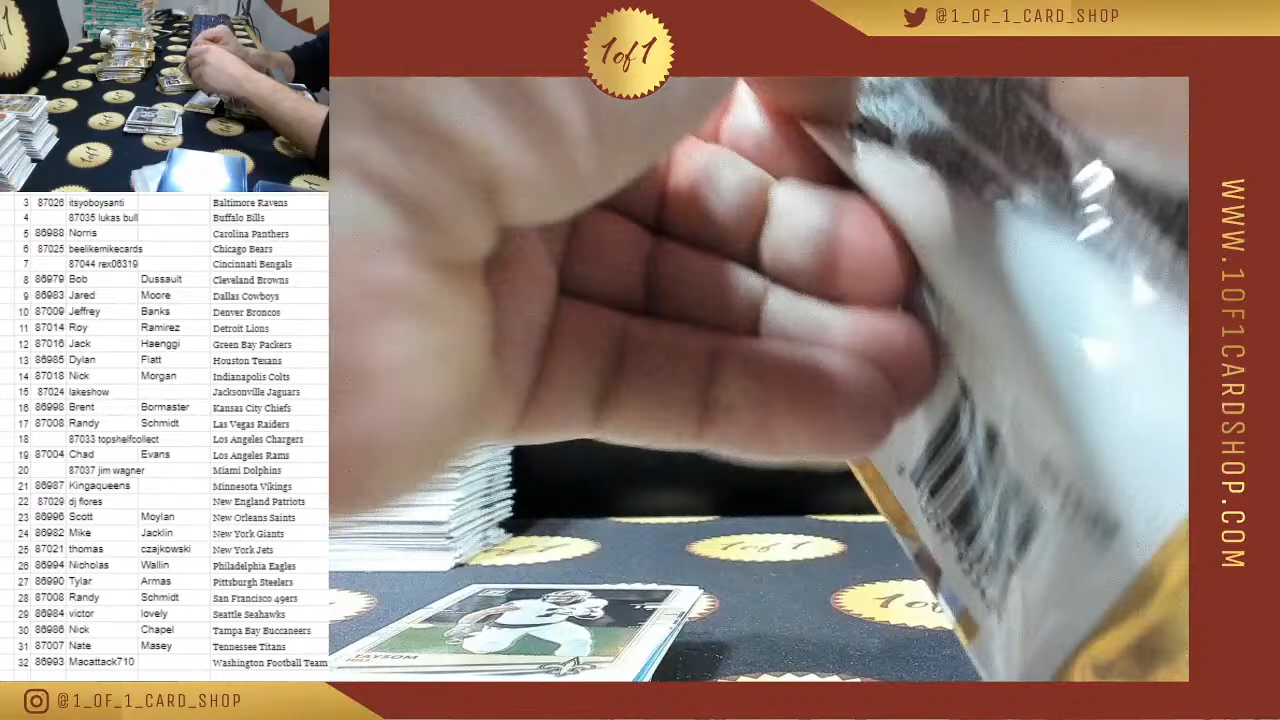 1of1
@1_OF_1_CARD_SHOP
3 87026 itsyoboysanti Baltimore Ravens
4 87035 lukas bull Buffalo Bills
5 86988 Norris Carolina Panthers
6 87025 beelikemikecards Chicago Bears
7 87044 rex06319 Cincinnati Bengals
8 86979 Bob Dussault Cleveland Browns
9 86983 Jared Moore Dallas Cowboys
10 87009 Jeffrey Banks Denver Broncos
11 87014 Roy Ramirez Detroit Lions
12 87016 Jack Haenggi Green Bay Packers
13 86985 Dylan Flatt Houston Texans
14 87018 Nick Morgan Indianapolis Colts
15 87024 lakeshow Jacksonville Jaguars
16 86998 Brent Bormaster Kansas City Chiefs
17 87008 Randy Schmidt Las Vegas Raiders
18 87033 topshelfcollect Los Angeles Chargers
19 87004 Chad Evans Los Angeles Rams
20 87037 jim wagner Miami Dolphins
21 86987 Kingaqueens Minnesota Vikings
22 87029 dj flores New England Patriots
23 86996 Scott Moylan New Orleans Saints
24 86982 Mike Jacklin New York Giants
25 87021 thomas czajkowski New York Jets
26 86994 Nicholas Wallin Philadelphia Eagles
27 86990 Tylar Armas Pittsburgh Steelers
28 87008 Randy Schmidt San Francisco 49ers
29 86984 victor lovely Seattle Seahawks
30 86986 Nick Chapel Tampa Bay Buccaneers
31 87007 Nate Masey Tennessee Titans
32 86993 Macattack710 Washington Football Team
WWW.1OF1CARDSHOP.COM
1of1
1of1
TAYSOM
HILL
@1_OF_1_CARD_SHOP